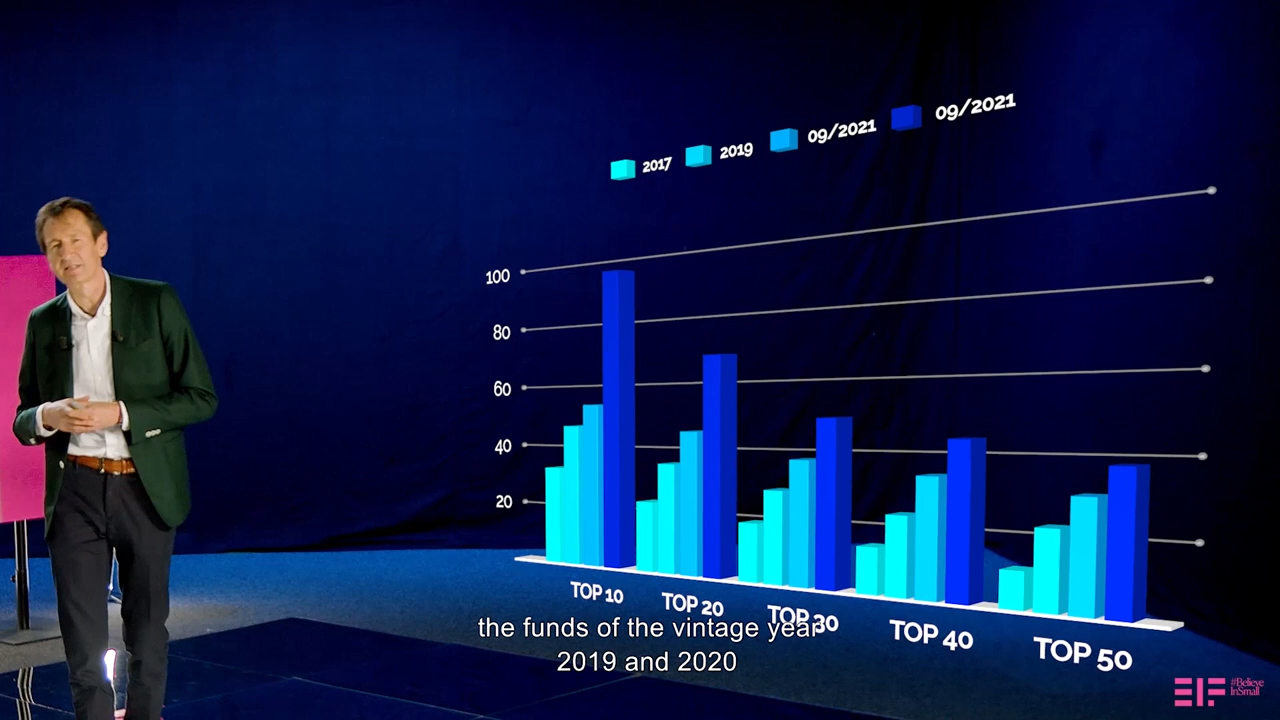 2017
2019
09/2021
09/2021
100
80
60
40
20
TOP 10
TOP 20
TOP 30
TOP 40
TOP 50
the funds of the vintage year
2019 and 2020
EIF
#Believe
InSmall